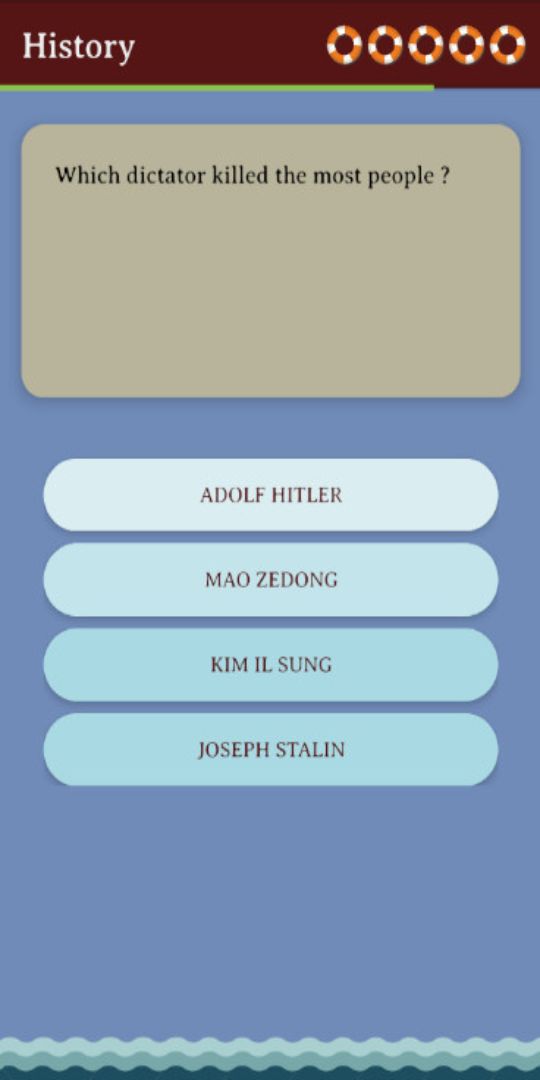 History
Which dictator killed the most people ?
ADOLF HITLER
MAO ZEDONG
KIM IL SUNG
JOSEPH STALIN